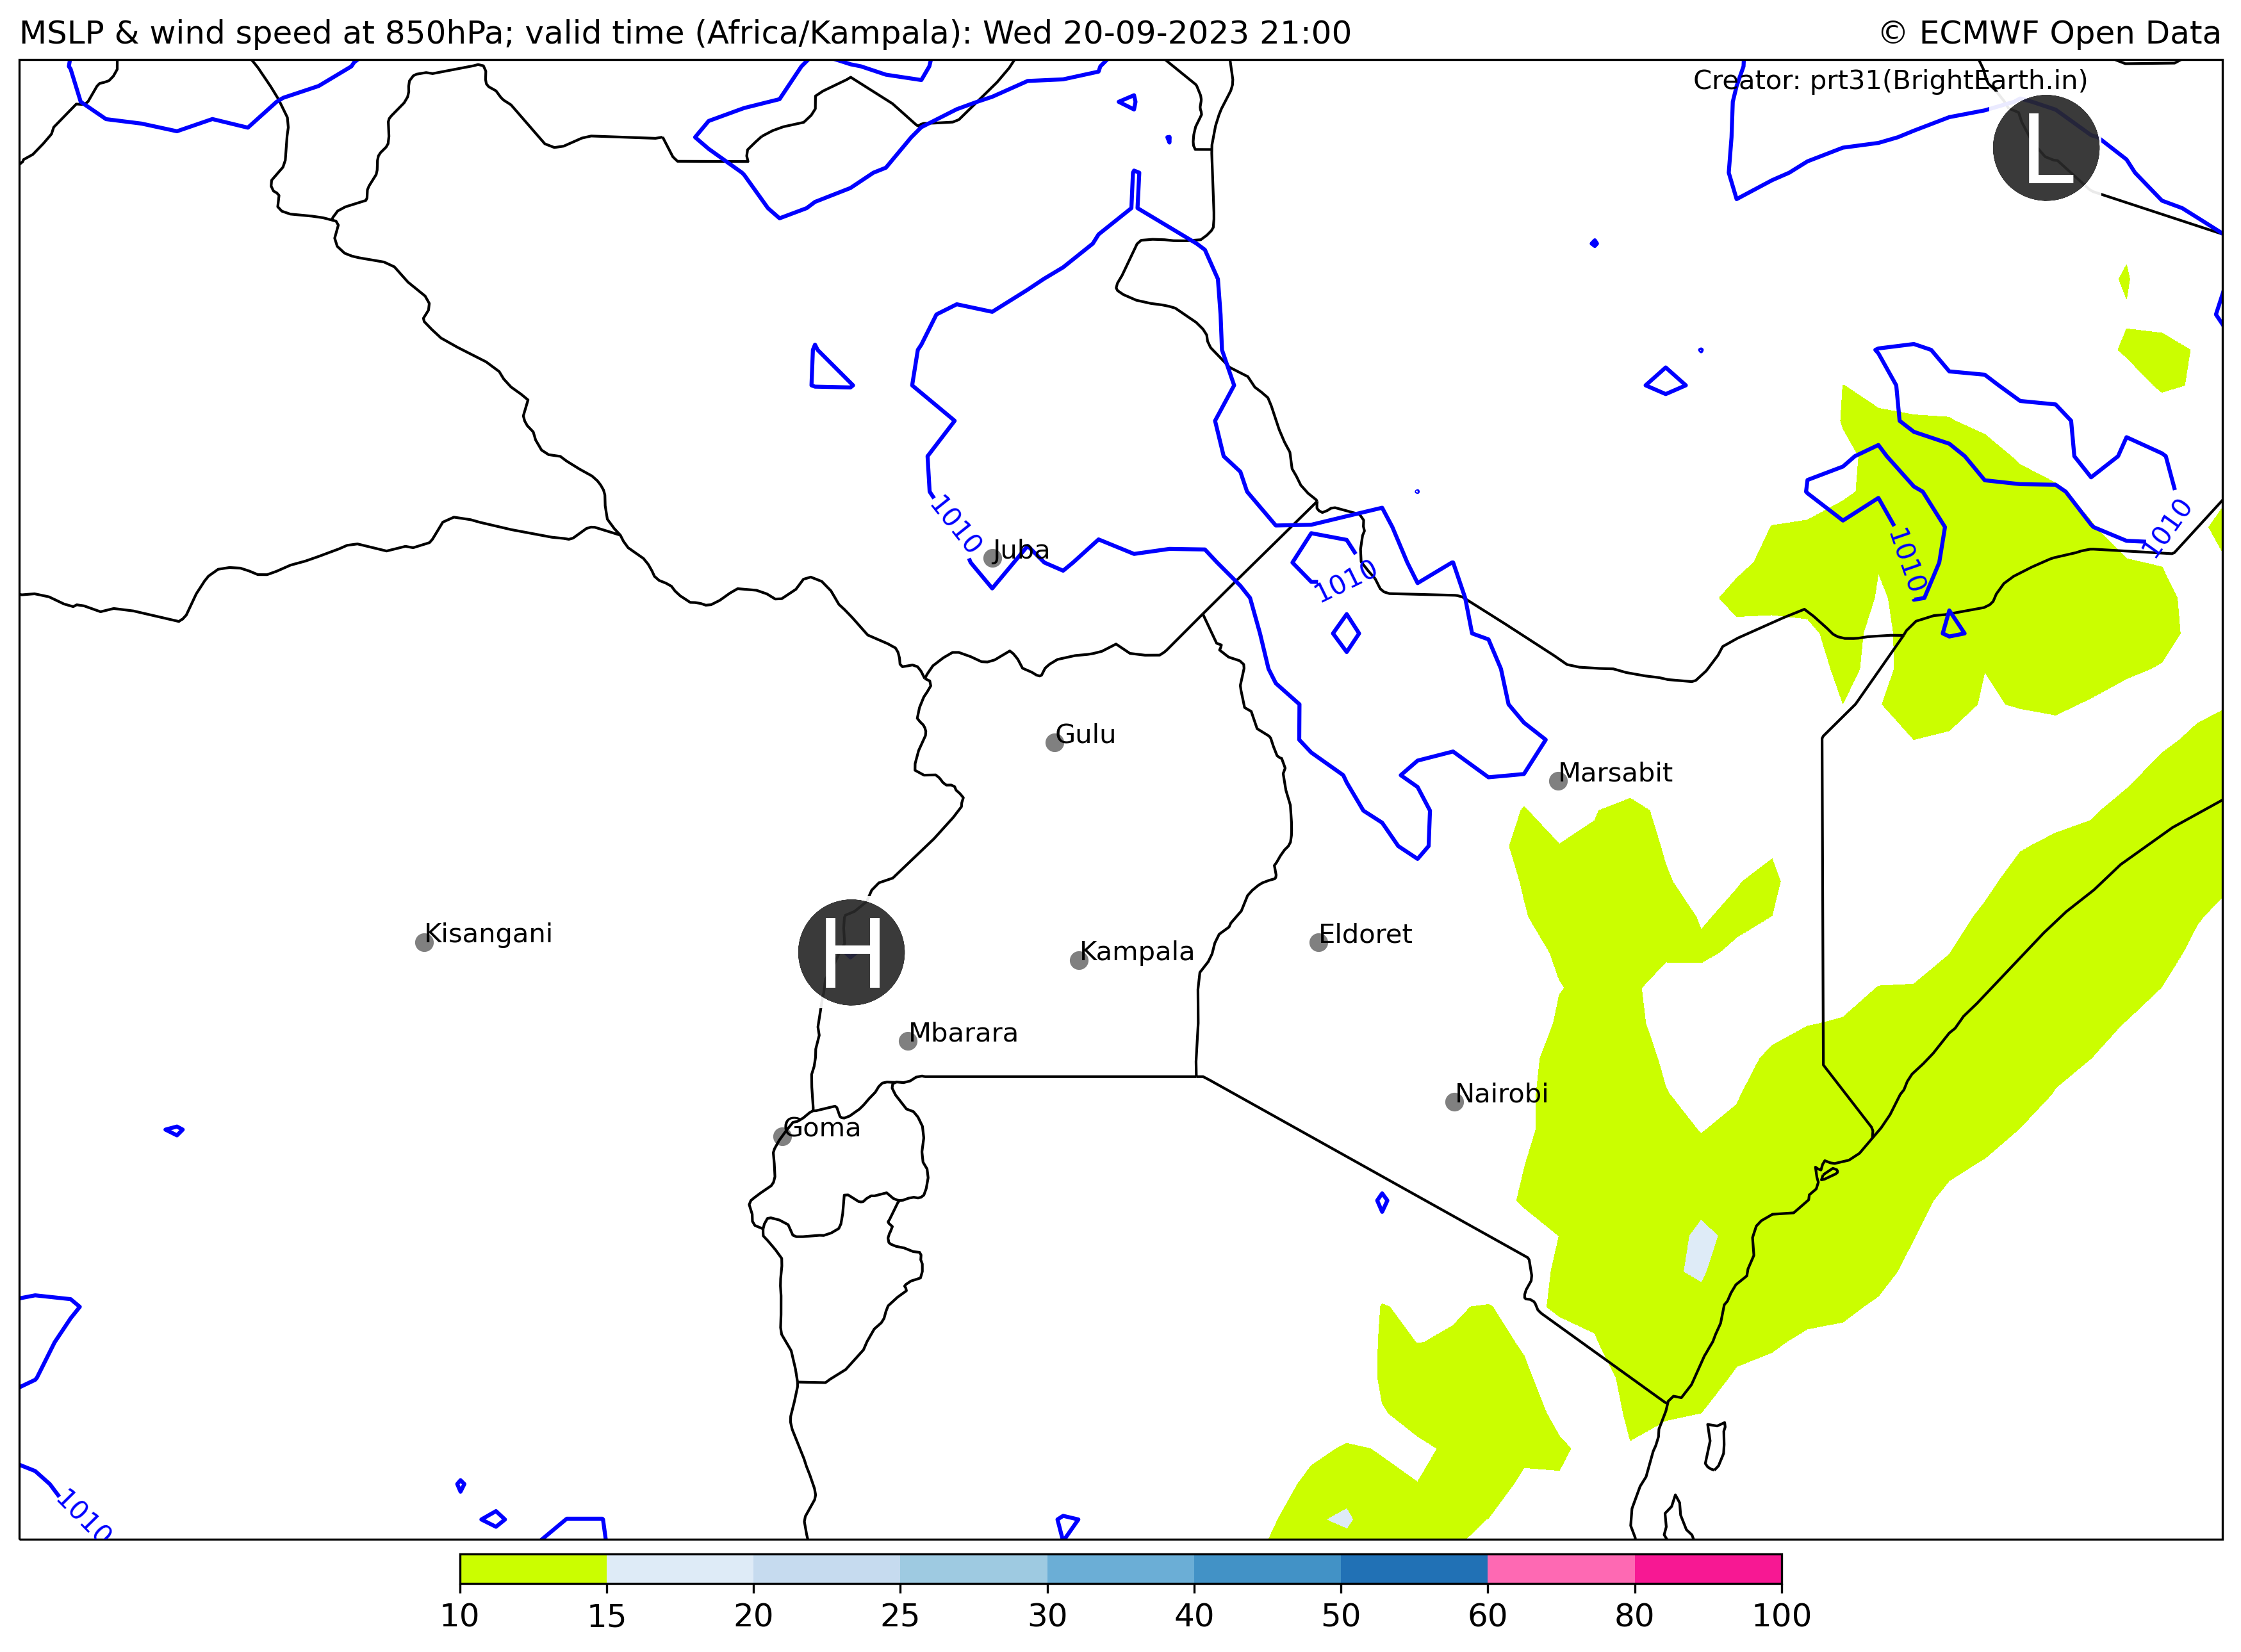 MSLP & wind speed at 850hPa; valid time (Africa/Kampala): Wed 20-09-2023 21:00
© ECMWF Open Data
Creator: prt31(BrightEarth.in)
L
1010
Juba
1010
1010
1010
Gulu
Marsabit
Kisangani
H
Kampala
Eldoret
Mbarara
Nairobi
Goma
1010
10 15 20 25 30 40 50 60 80 100